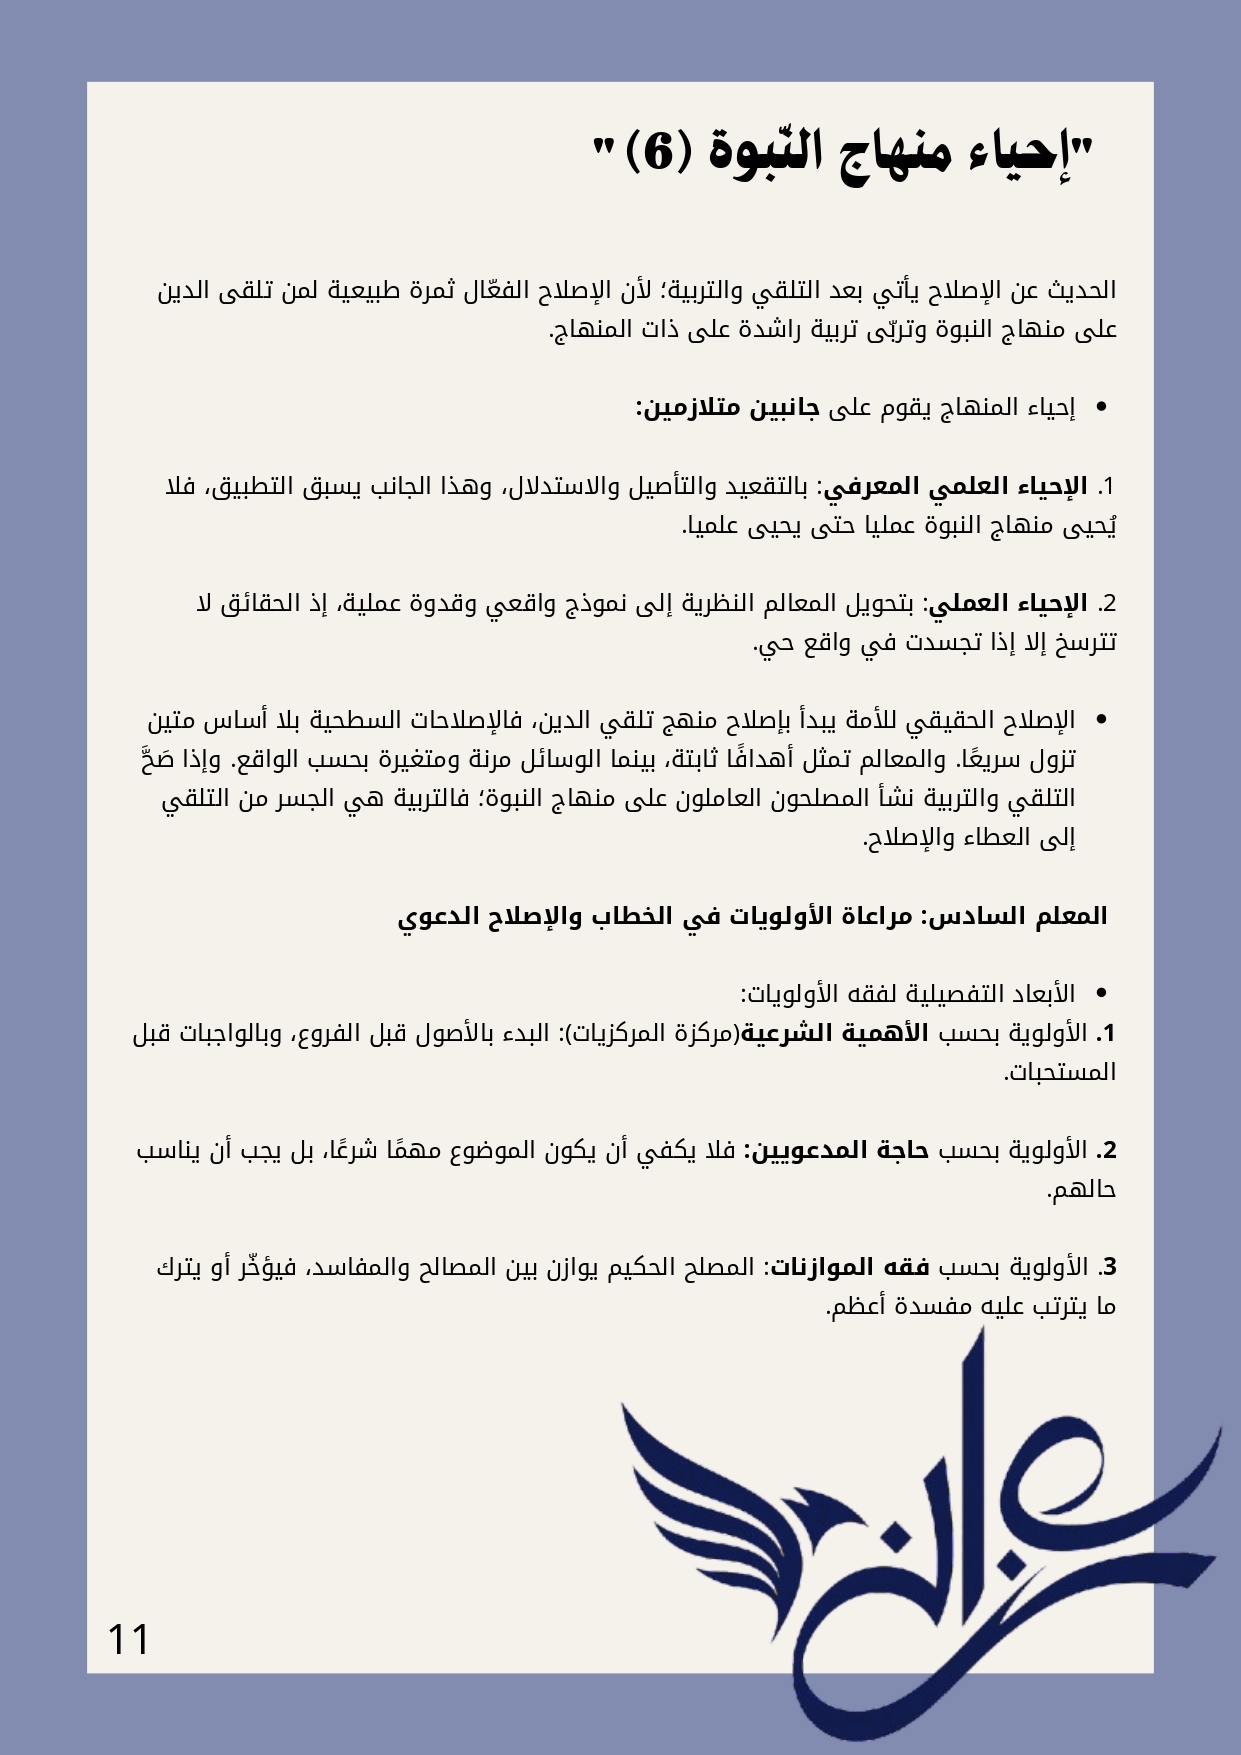 "إحياء منهاج النّبوة (6) "
الحديث عن الإصلاح يأتي بعد التلقي والتربية؛ لأن الإصلاح الفعّال ثمرة طبيعية لمن تلقى الدين
على منهاج النبوة وتربّى تربية راشدة على ذات المنهاج.
• إحياء المنهاج يقوم على جانبين متلازمين:
1. الإحياء العلمي المعرفي: بالتقعيد والتأصيل والاستدلال، وهذا الجانب يسبق التطبيق، فلا
يُحيى منهاج النبوة عمليا حتى يحيى علميا.
2. الإحياء العملي: بتحويل المعالم النظرية إلى نموذج واقعي وقدوة عملية، إذ الحقائق لا
تترسخ إلا إذا تجسدت في واقع حي.
• الإصلاح الحقيقي للأمة يبدأ بإصلاح منهج تلقي الدين، فالإصلاحات السطحية بلا أساس متين
تزول سريعًا. والمعالم تمثل أهدافًا ثابتة، بينما الوسائل مرنة ومتغيرة بحسب الواقع. وإذا صَحَّ
التلقي والتربية نشأ المصلحون العاملون على منهاج النبوة؛ فالتربية هي الجسر من التلقي
إلى العطاء والإصلاح.
المعلم السادس: مراعاة الأولويات في الخطاب والإصلاح الدعوي
• الأبعاد التفصيلية لفقه الأولويات:
1. الأولوية بحسب الأهمية الشرعية(مركزة المركزيات): البدء بالأصول قبل الفروع، وبالواجبات قبل
المستحبات.
2. الأولوية بحسب حاجة المدعويين: فلا يكفي أن يكون الموضوع مهمًا شرعًا، بل يجب أن يناسب
حالهم.
3. الأولوية بحسب فقه الموازنات: المصلح الحكيم يوازن بين المصالح والمفاسد، فيؤخّر أو يترك
ما يترتب عليه مفسدة أعظم.
11